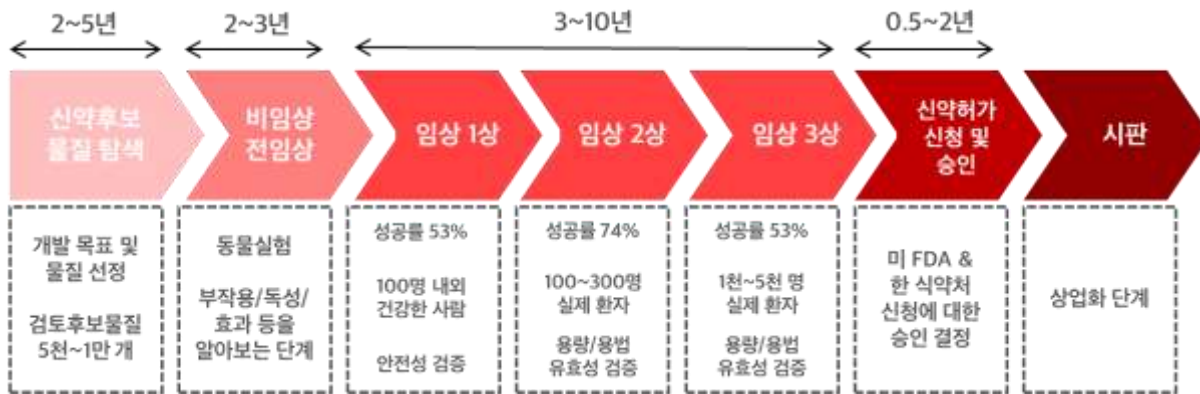 2~5년
2~3년
3~10년
0.5~2년
신약후보
물질 탐색
비임상
전임상
임상 1상
임상 2상
임상 3상
신약허가
신청 및
승인
시판
개발 목표 및
물질 선정
검토후보물질
5천~1만 개
동물실험
부작용/독성/
효과 등을
알아보는 단계
성공률 53%
100명 내외
건강한 사람
안전성 검증
성공률 74%
100~300명
실제 환자
용량/용법
유효성 검증
성공률 53%
1천~5천 명
실제 환자
용량/용법
유효성 검증
미 FDA &
한 식약처
신청에 대한
승인 결정
상업화 단계